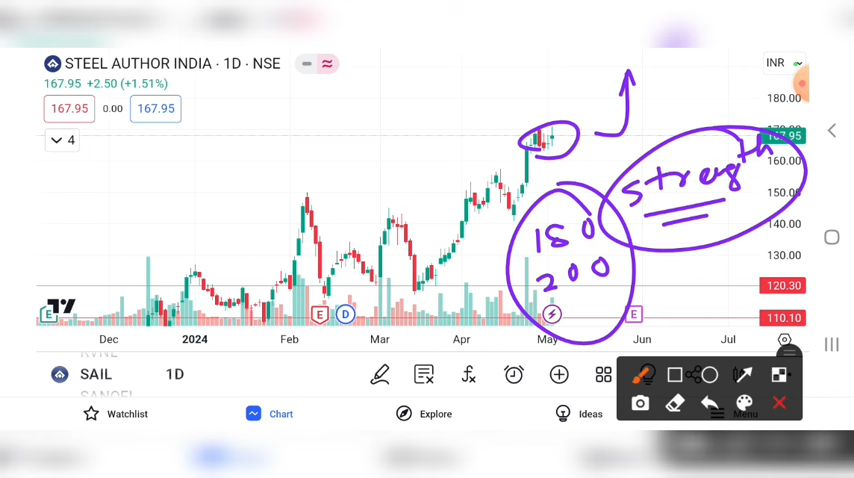 STEEL AUTHOR INDIA · 1D · NSE
INR
167.95 +2.50 (+1.51%)
167.95 0.00 167.95
4
180.00
167.95
160.00
150.00
140.00
130.00
120.30
110.10
strength
180
200
E E D E
Dec 2024 Feb Mar Apr May Jun Jul
SAIL 1D
Watchlist Chart Explore Ideas Menu